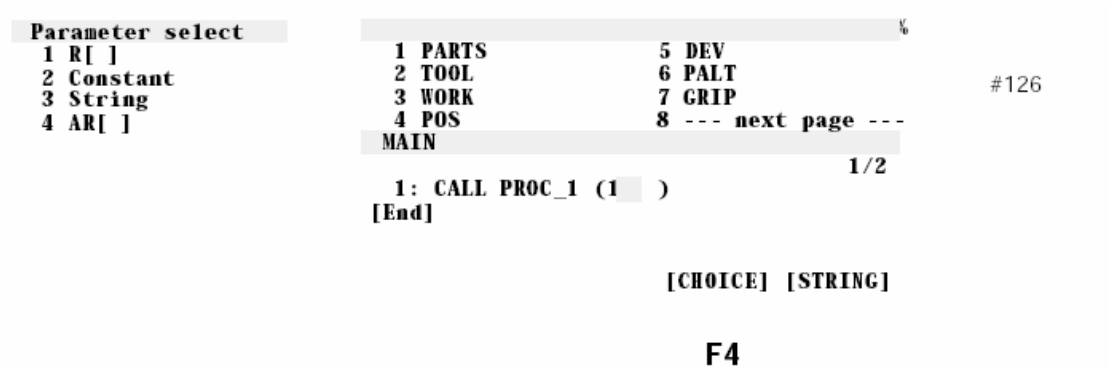 Parameter select
1 R[ ]
2 Constant
3 String
4 AR[ ]
%
1 PARTS 5 DEV
2 TOOL 6 PALT
3 WORK 7 GRIP
4 POS 8 --- next page ---
MAIN
1/2
1: CALL PROC_1 (1 )
[End]
[CHOICE] [STRING]
F4
#126